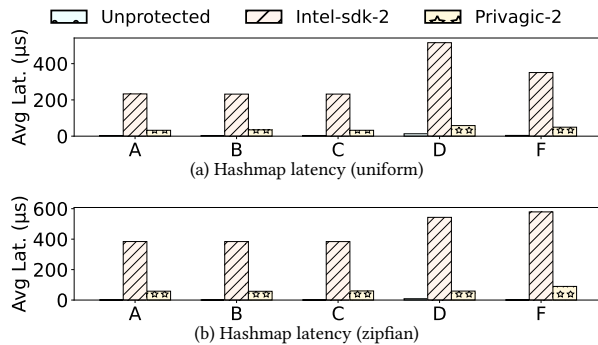 Unprotected Intel-sdk-2 Privagic-2
Avg Lat. (µs)
400
200
0
A B C D F
(a) Hashmap latency (uniform)
Avg Lat. (µs)
600
400
200
0
A B C D F
(b) Hashmap latency (zipfian)